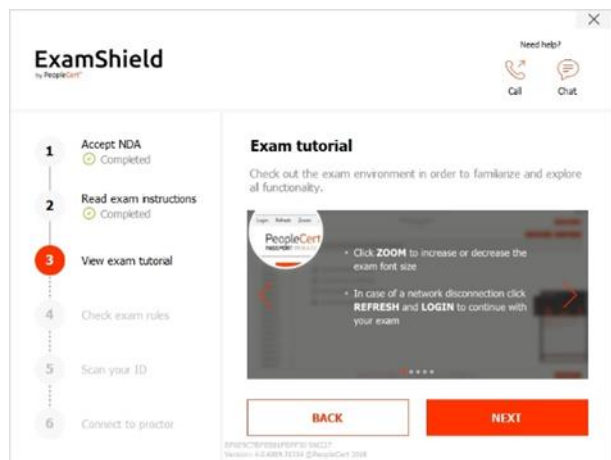 ExamShield
by PeopleCert
Need help?
Call
Chat
1
Accept NDA
Completed
2
Read exam instructions
Completed
3
View exam tutorial
4
Check exam rules
5
Scan your ID
6
Connect to proctor
Exam tutorial
Check out the exam environment in order to familiarize and explore
all functionality.
Login Refresh Zoom
PeopleCert
• Click ZOOM to increase or decrease the
exam font size
• In case of a network disconnection click
REFRESH and LOGIN to continue with
your exam
BACK
NEXT
©PeopleCert 2018